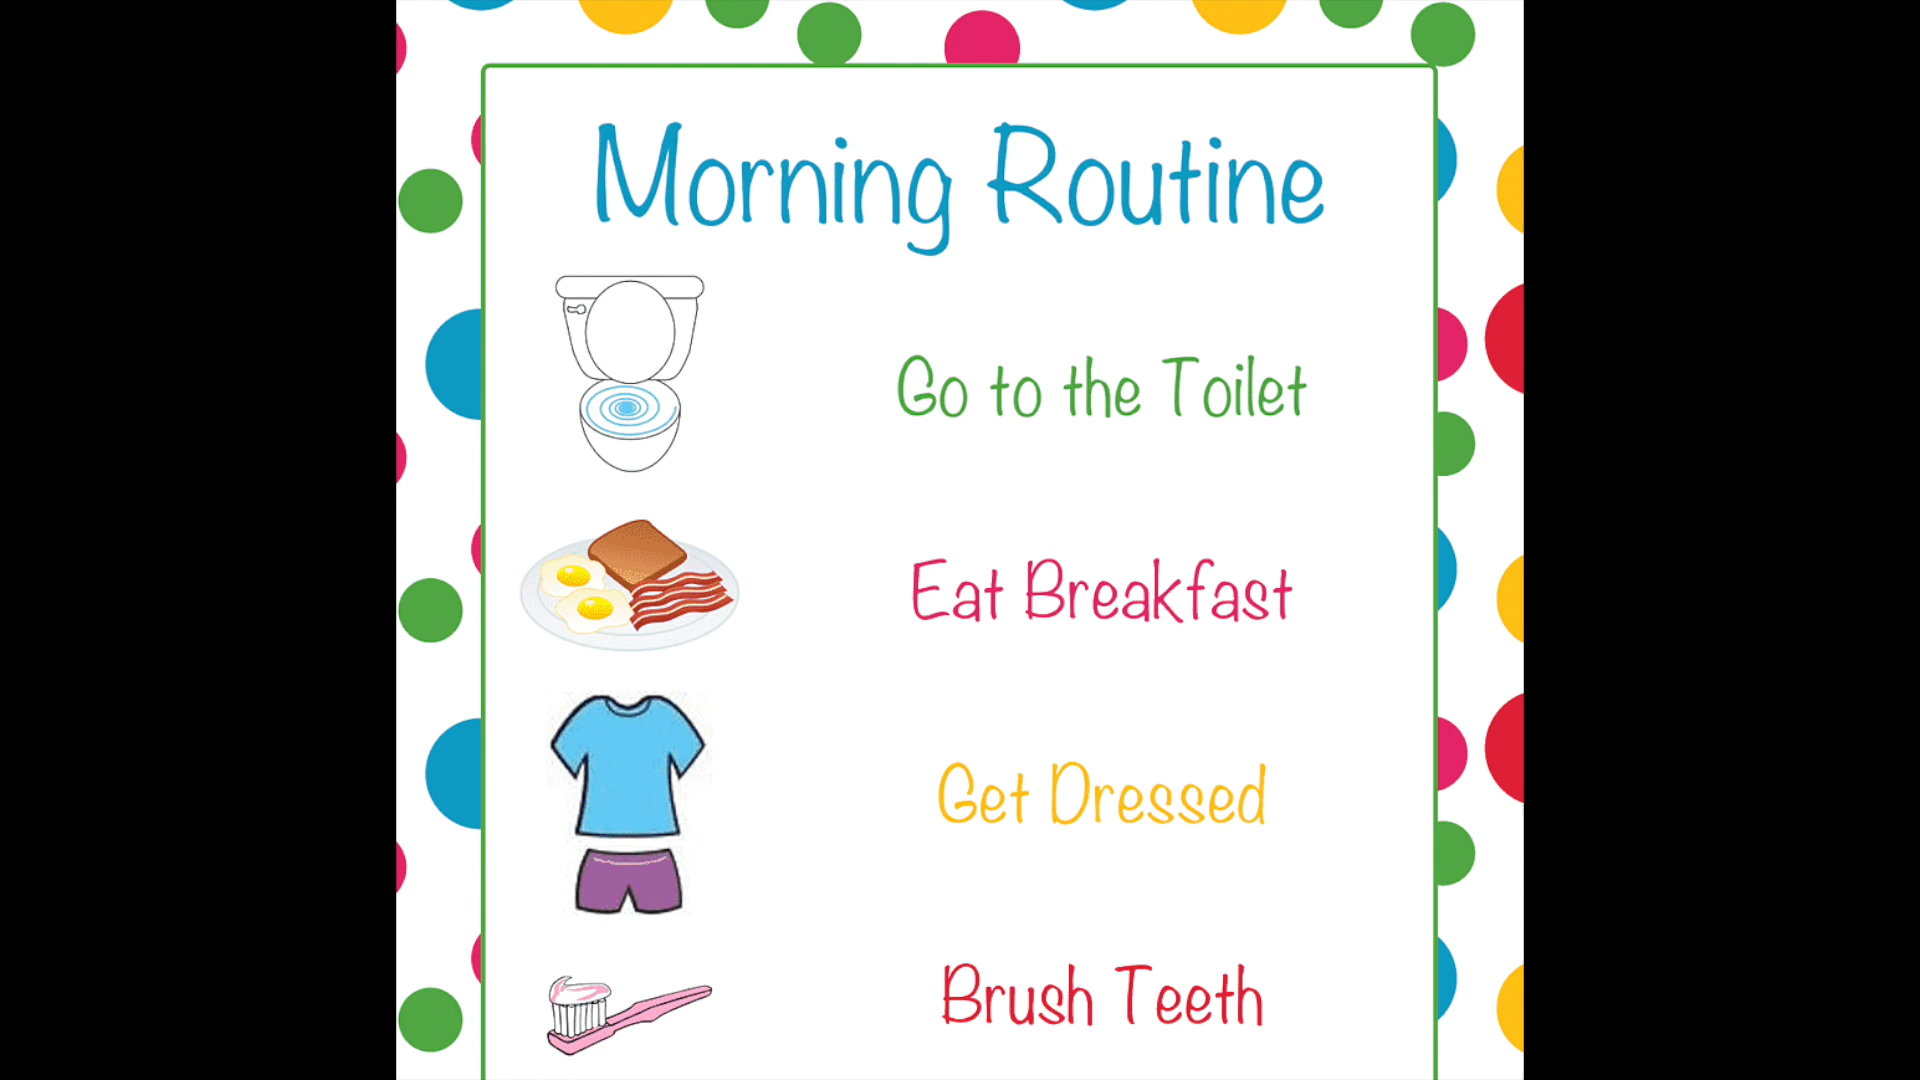 Morning Routine
Go to the Toilet
Eat Breakfast
Get Dressed
Brush Teeth